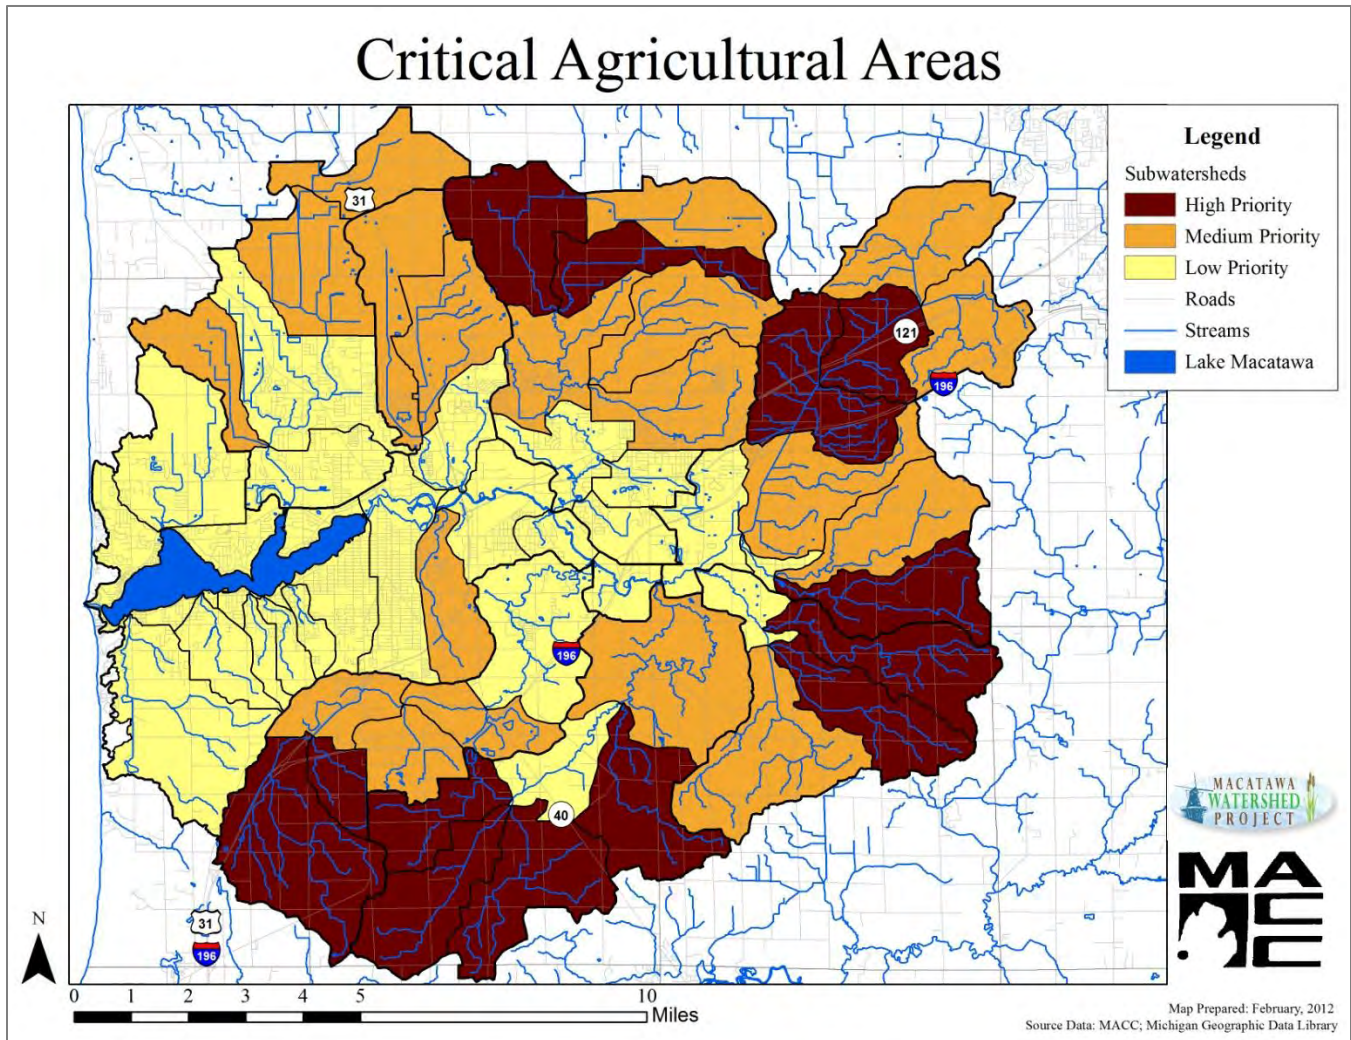 Critical Agricultural Areas
Legend
Subwatersheds
High Priority
Medium Priority
Low Priority
Roads
Streams
Lake Macatawa
31
121
196
196
40
31
196
MACATAWA
WATERSHED
PROJECT
MA
CC
N
0 1 2 3 4 5 10 Miles
Map Prepared: February, 2012
Source Data: MACC; Michigan Geographic Data Library